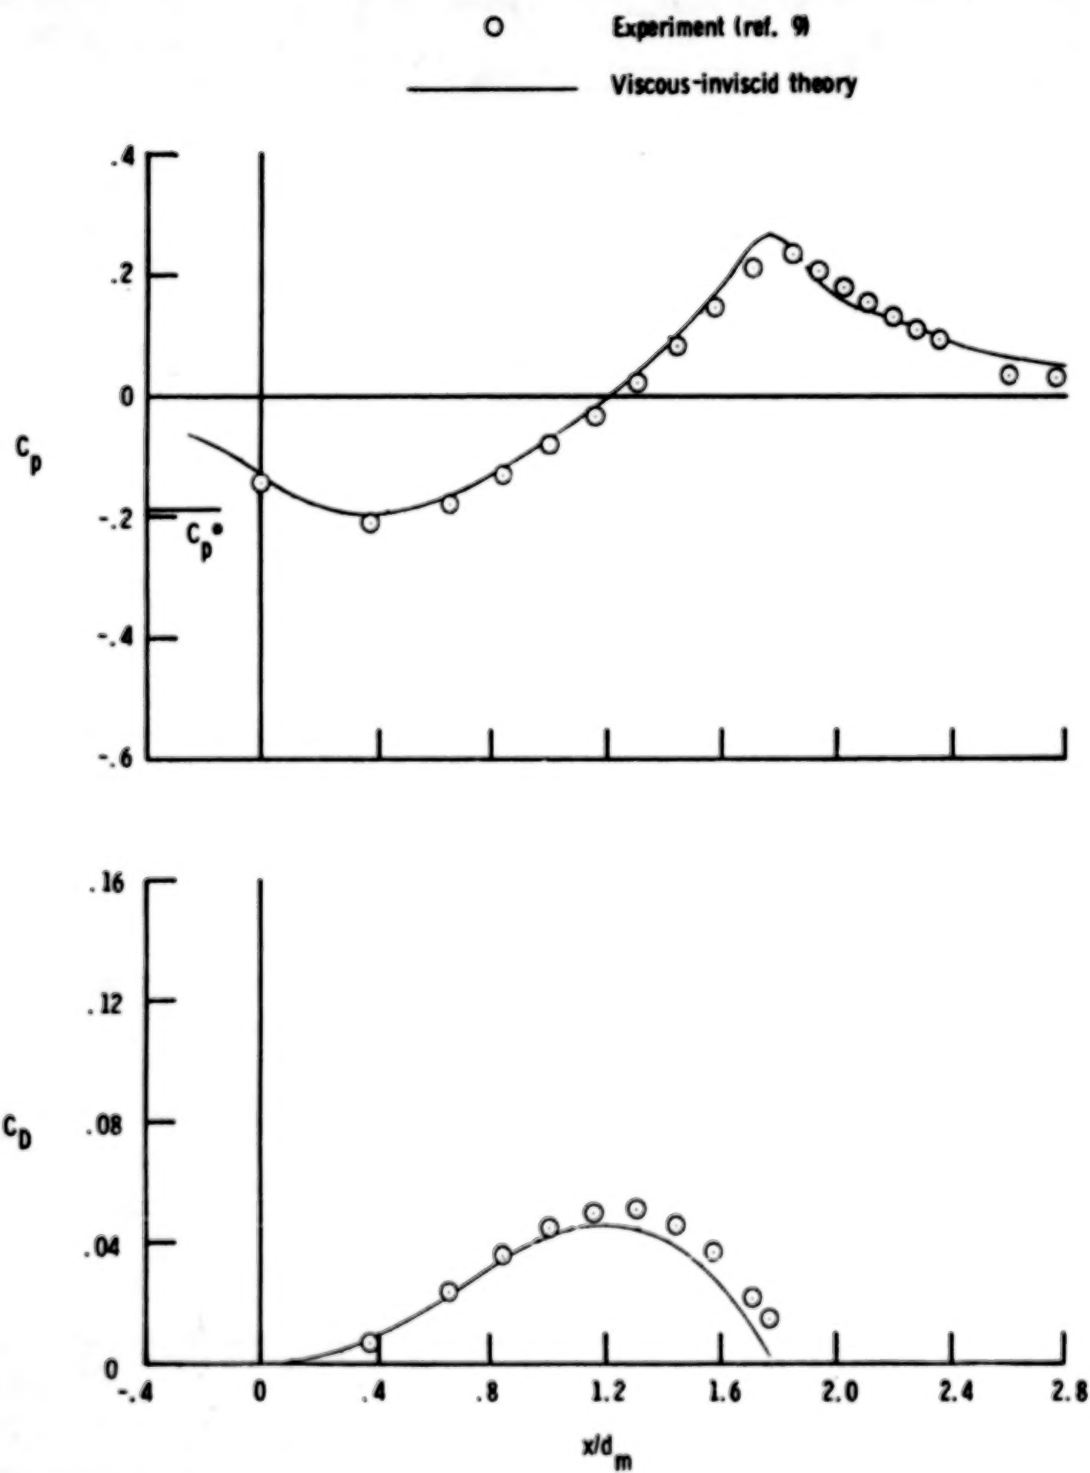 Experiment (ref. 9)
Viscous-inviscid theory
.4
.2
0
-.2
-.4
-.6
C_p
C_p*
.16
.12
.08
.04
0
C_D
-.4 0 .4 .8 1.2 1.6 2.0 2.4 2.8
x/d_m